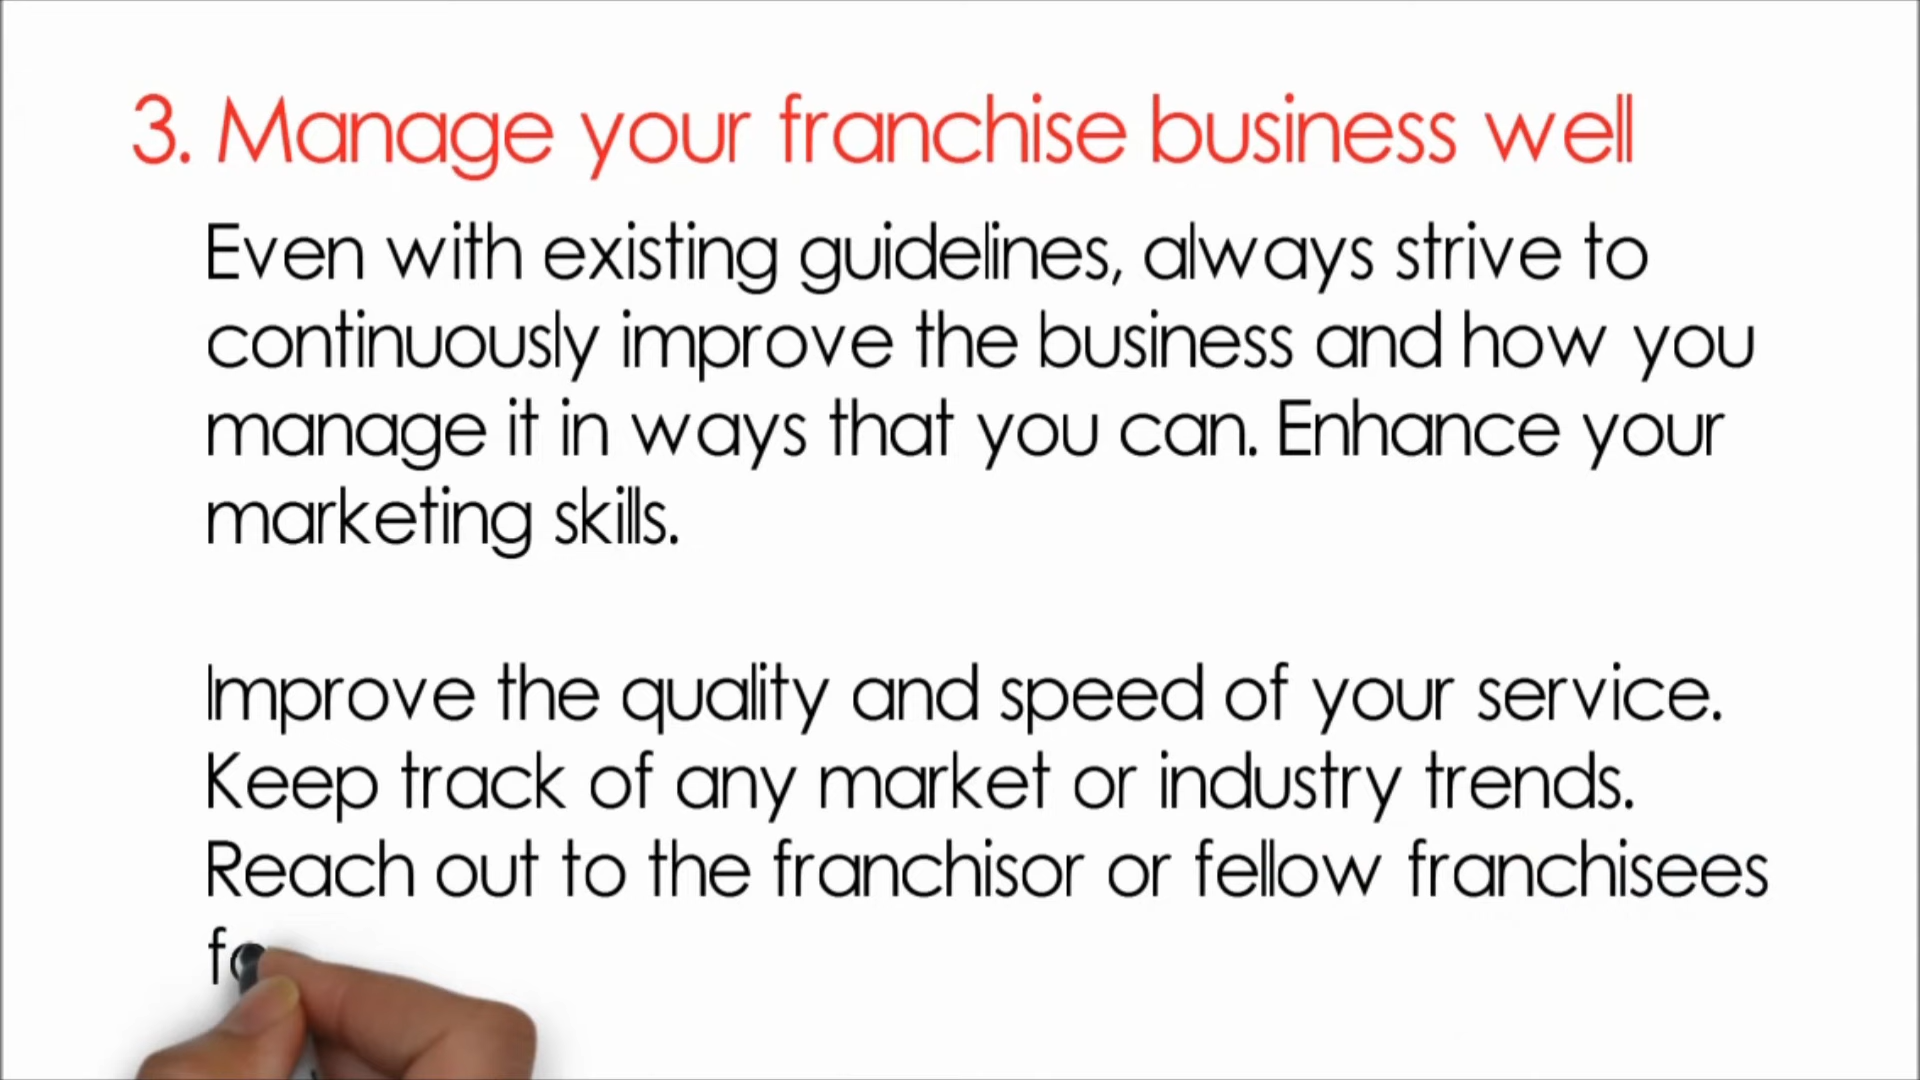 3. Manage your franchise business well
Even with existing guidelines, always strive to
continuously improve the business and how you
manage it in ways that you can. Enhance your
marketing skills.
Improve the quality and speed of your service.
Keep track of any market or industry trends.
Reach out to the franchisor or fellow franchisees